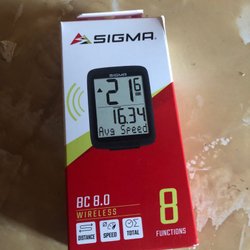 SIGMA
SIGMA
21.6
16.34
Avg Speed
BC 8.0
WIRELESS
8
FUNCTIONS
DISTANCE
SPEED
TOTAL